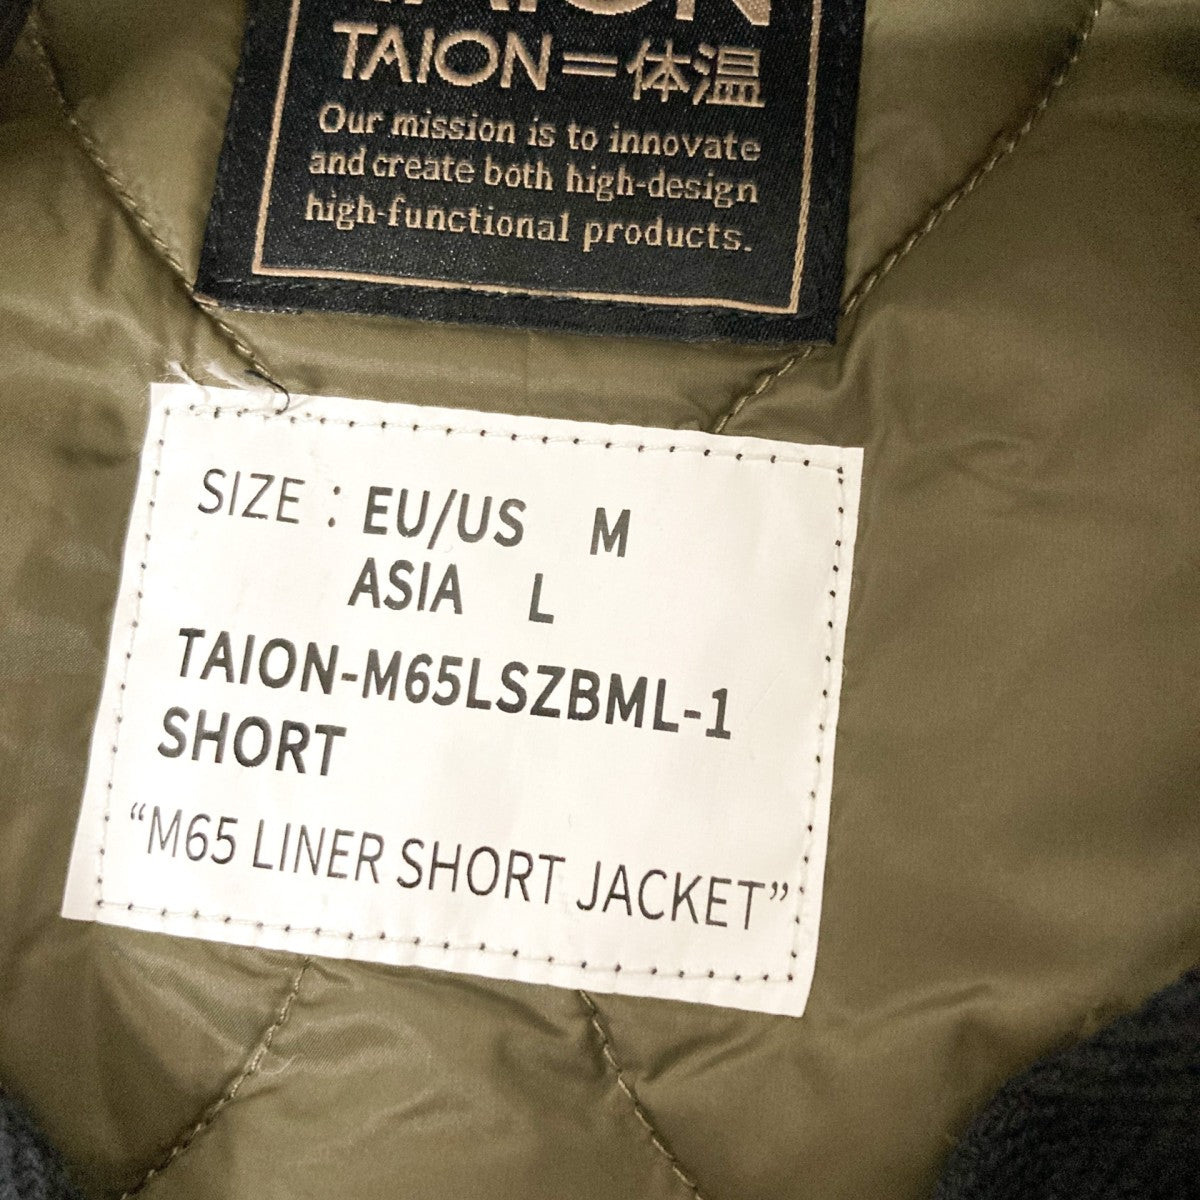 TAION
TAION=体温
Our mission is to innovate
and create both high-design
high-functional products.
SIZE : EU/US M
ASIA L
TAION-M65LSZBML-1
SHORT
“M65 LINER SHORT JACKET”